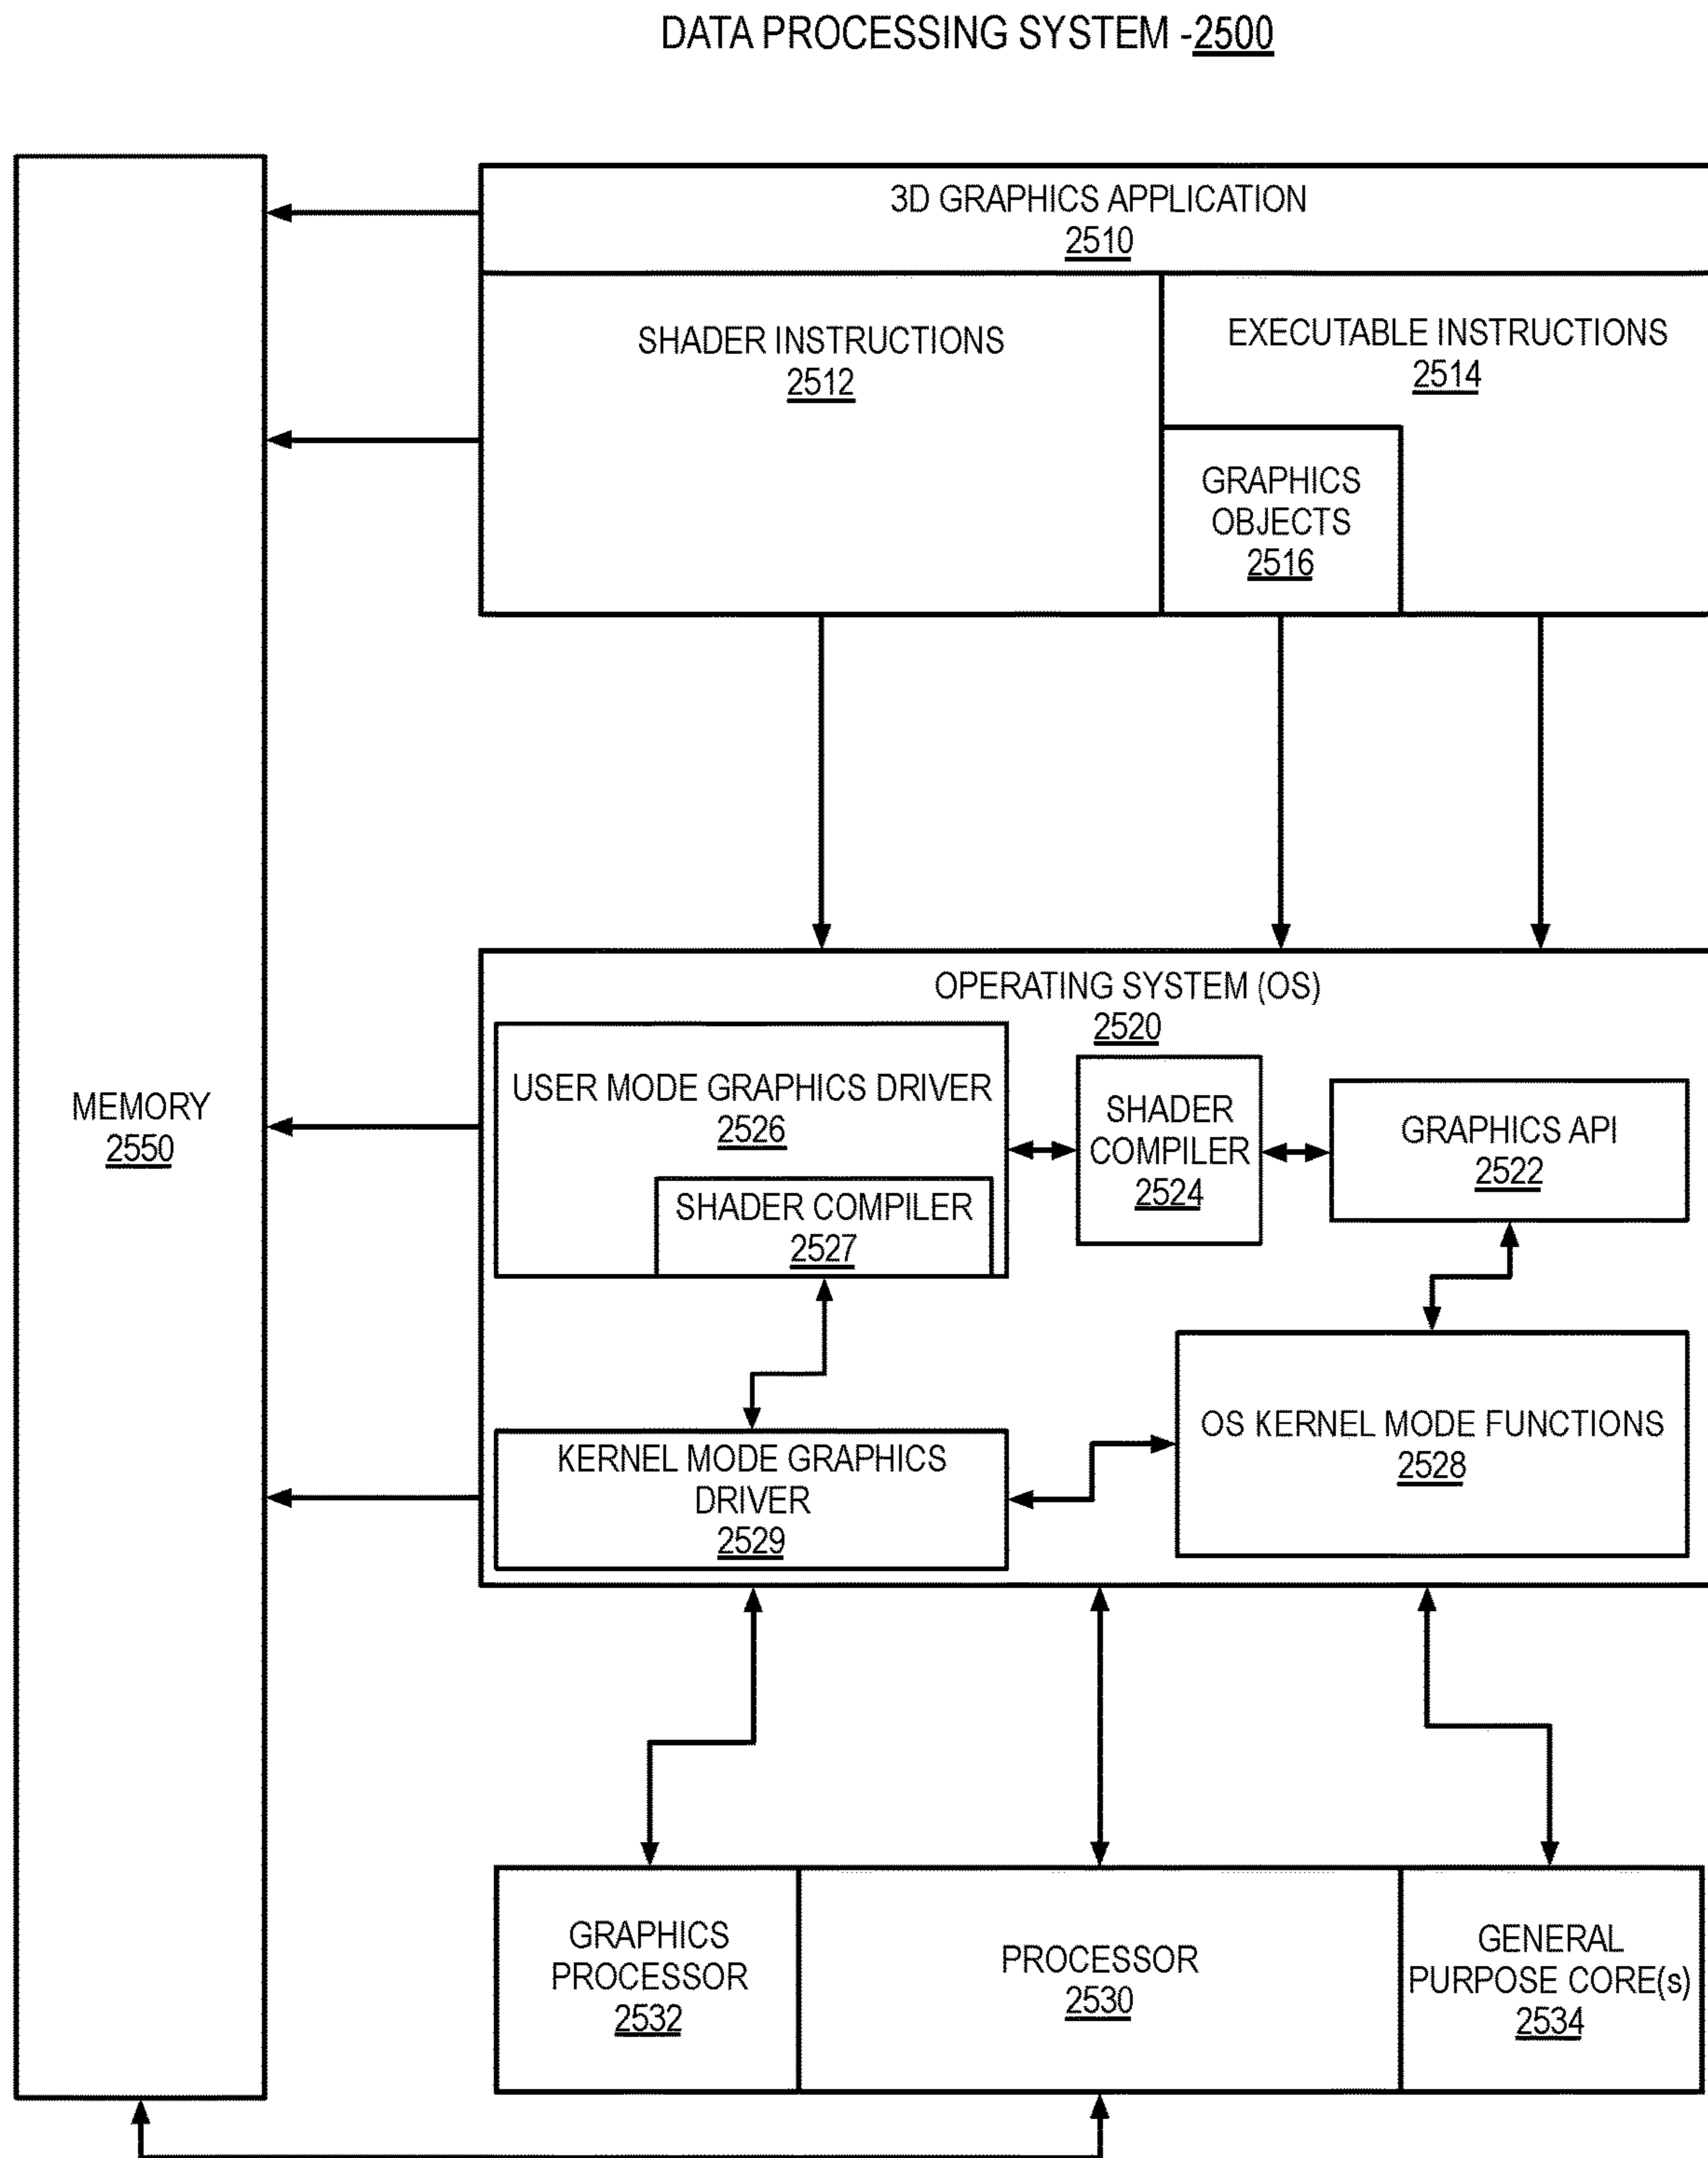 DATA PROCESSING SYSTEM -2500
3D GRAPHICS APPLICATION
2510
SHADER INSTRUCTIONS
2512
EXECUTABLE INSTRUCTIONS
2514
GRAPHICS
OBJECTS
2516
OPERATING SYSTEM (OS)
2520
USER MODE GRAPHICS DRIVER
2526
SHADER COMPILER
2527
SHADER
COMPILER
2524
GRAPHICS API
2522
MEMORY
2550
KERNEL MODE GRAPHICS
DRIVER
2529
OS KERNEL MODE FUNCTIONS
2528
GRAPHICS
PROCESSOR
2532
PROCESSOR
2530
GENERAL
PURPOSE CORE(s)
2534